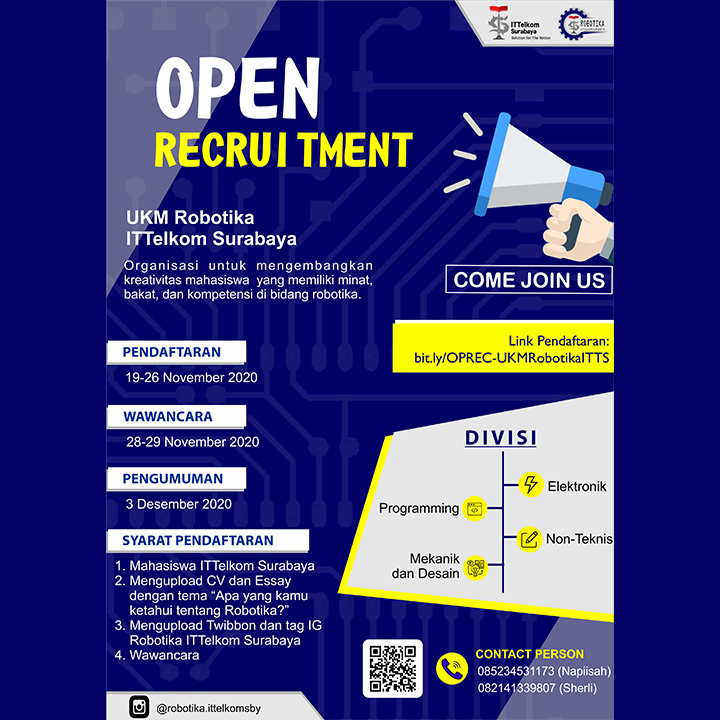 ITTelkom
Surabaya
Solution For The Nation
ROBOTIKA
OPEN
RECRUITMENT
UKM Robotika
ITTelkom Surabaya
Organisasi untuk mengembangkan
kreativitas mahasiswa yang memiliki minat,
bakat, dan kompetensi di bidang robotika.
COME JOIN US
Link Pendaftaran:
bit.ly/OPREC-UKMRobotikaITTS
PENDAFTARAN
19-26 November 2020
WAWANCARA
28-29 November 2020
PENGUMUMAN
3 Desember 2020
SYARAT PENDAFTARAN
1. Mahasiswa ITTelkom Surabaya
2. Mengupload CV dan Essay
dengan tema “Apa yang kamu
ketahui tentang Robotika?”
3. Mengupload Twibbon dan tag IG
Robotika ITTelkom Surabaya
4. Wawancara
DIVISI
Elektronik
Programming
Non-Teknis
Mekanik
dan Desain
CONTACT PERSON
085234531173 (Napiisah)
082141339807 (Sherli)
@robotika.ittelkomsby